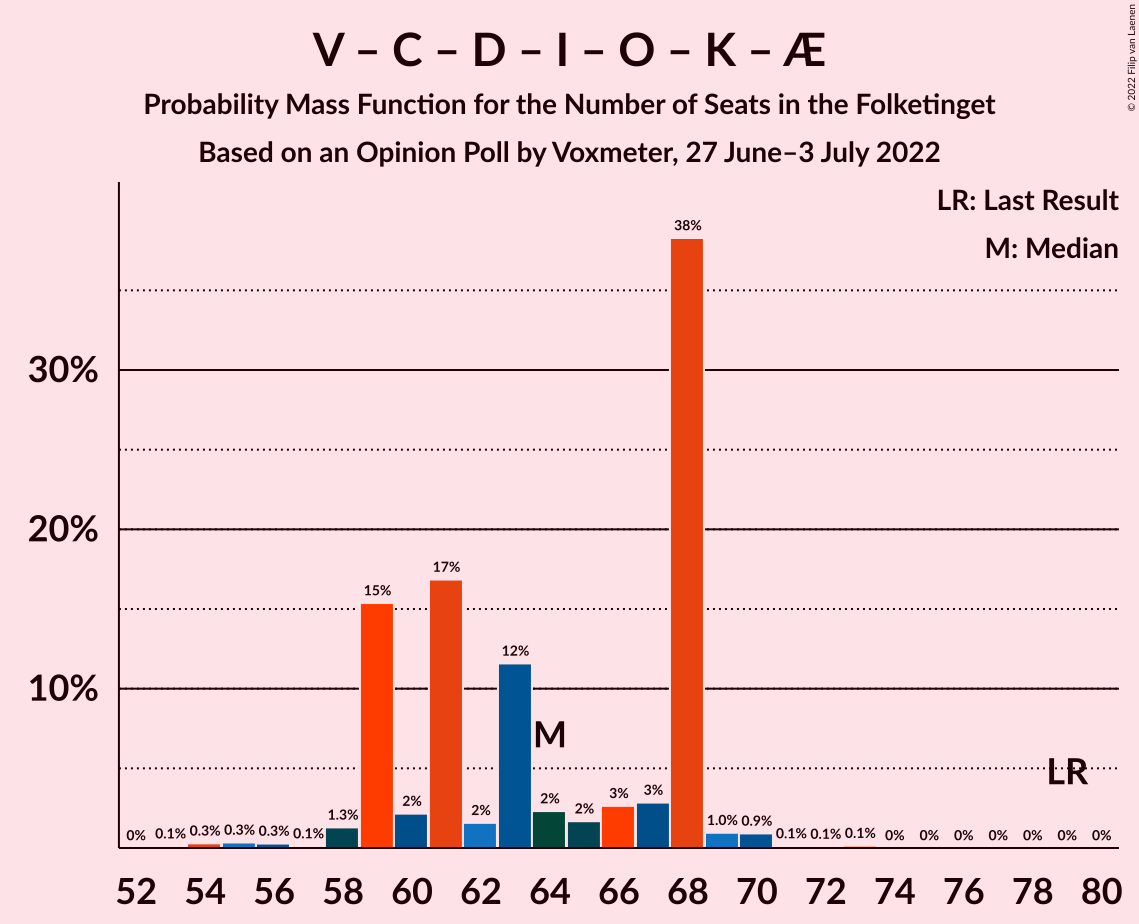 V – C – D – I – O – K – Æ
Probability Mass Function for the Number of Seats in the Folketinget
Based on an Opinion Poll by Voxmeter, 27 June–3 July 2022
© 2022 Filip van Laenen
LR: Last Result
M: Median
38%
30%
20%
17%
15%
12%
10%
M
LR
0% 0.1% 0.3% 0.3% 0.3% 0.1% 1.3% 2% 2% 2% 2% 3% 3% 1.0% 0.9% 0.1% 0.1% 0.1% 0% 0% 0% 0% 0% 0% 0%
52 54 56 58 60 62 64 66 68 70 72 74 76 78 80